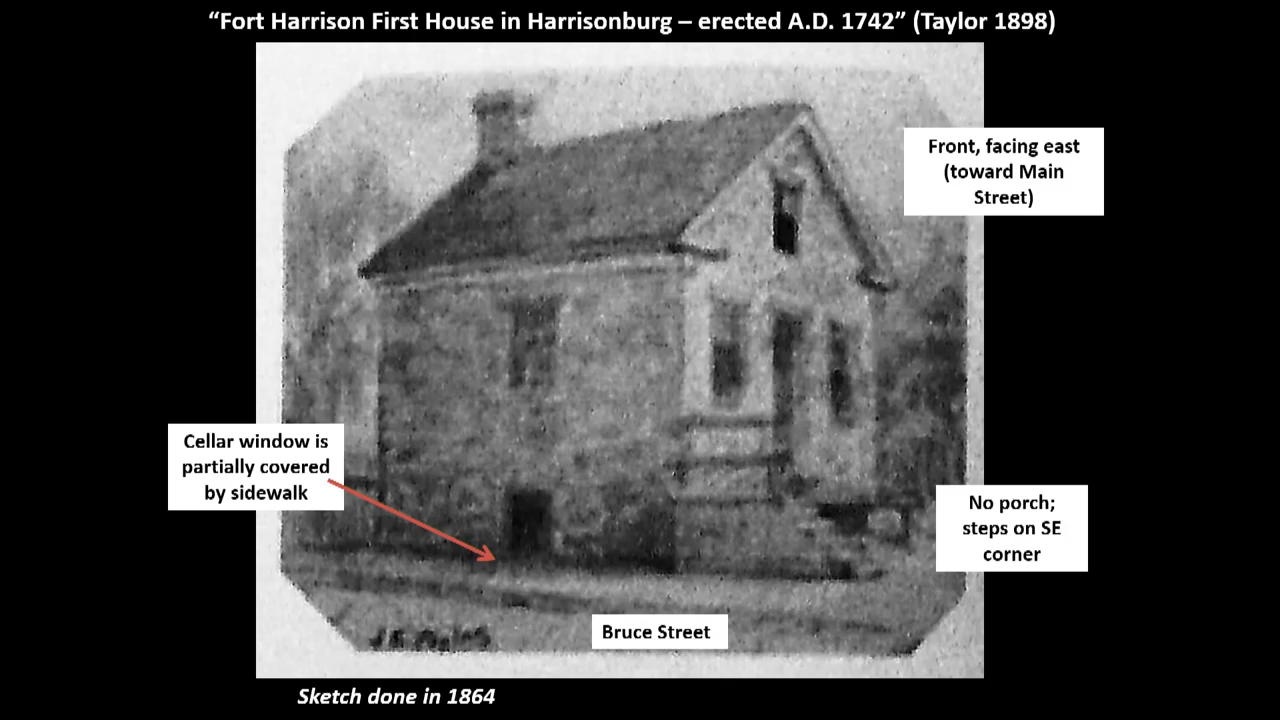 “Fort Harrison First House in Harrisonburg – erected A.D. 1742” (Taylor 1898)
Front, facing east
(toward Main
Street)
Cellar window is
partially covered
by sidewalk
No porch;
steps on SE
corner
Bruce Street
Sketch done in 1864